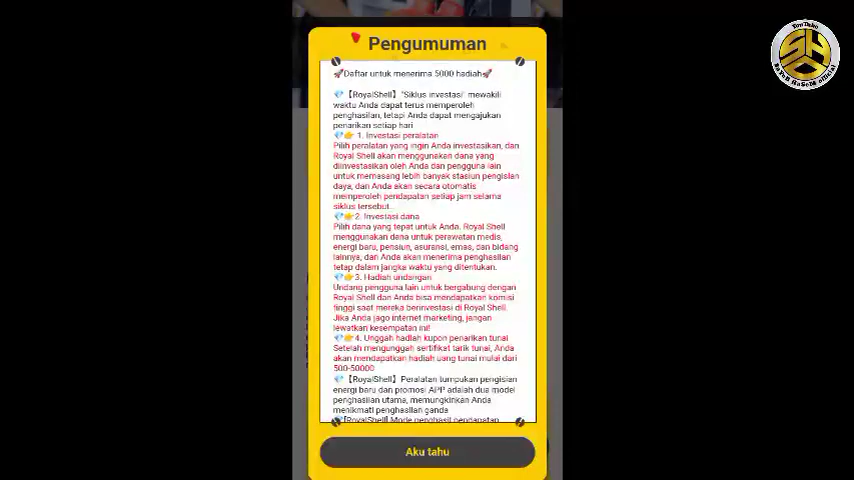 Pengumuman
🚀Daftar untuk menerima 5000 hadiah🚀
💎【RoyalShell】"Siklus investasi" mewakili
waktu Anda dapat terus memperoleh
penghasilan, tetapi Anda dapat mengajukan
penarikan setiap hari
💎👉 1. Investasi peralatan
Pilih peralatan yang ingin Anda investasikan, dan
Royal Shell akan menggunakan dana yang
diinvestasikan oleh Anda dan pengguna lain
untuk memasang lebih banyak stasiun pengisian
daya, dan Anda akan secara otomatis
memperoleh pendapatan setiap jam selama
siklus tersebut.
💎👉2. Investasi dana
Pilih dana yang tepat untuk Anda. Royal Shell
menggunakan dana untuk perawatan medis,
energi baru, pensiun, asuransi, emas, dan bidang
lainnya, dan Anda akan menerima penghasilan
tetap dalam jangka waktu yang ditentukan.
💎👉3. Hadiah undangan
Undang pengguna lain untuk bergabung dengan
Royal Shell dan Anda bisa mendapatkan komisi
tinggi saat mereka berinvestasi di Royal Shell.
Jika Anda jago internet marketing, jangan
lewatkan kesempatan ini!
💎👉4. Unggah hadiah kupon penarikan tunai
Setelah mengunggah sertifikat tarik tunai, Anda
akan mendapatkan hadiah uang tunai mulai dari
500-50000
💎【RoyalShell】Peralatan tumpukan pengisian
energi baru dan promosi APP adalah dua model
penghasilan utama, memungkinkan Anda
menikmati penghasilan ganda
💎[RoyalShell] Mode penghasil pendapatan
Aku tahu
YouTube
official